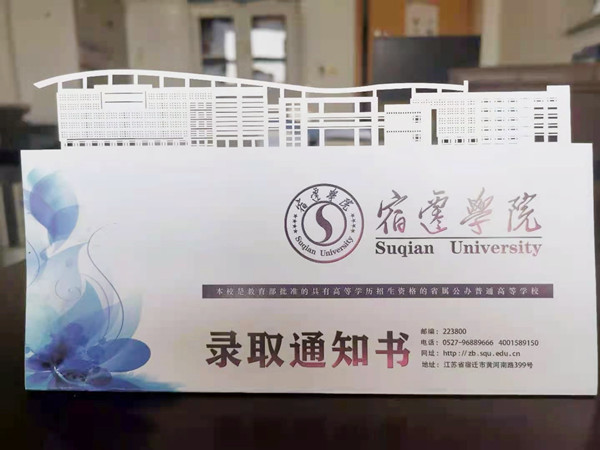 宿遷學院
Suqian University
宿遷學院
Suqian University
本校是教育部批准的具有高等学历招生资格的省属公办普通高等学校
录取通知书
邮编：223800
电话：0527-96889666 4001589150
网址：http://zb.squ.edu.cn
地址：江苏省宿迁市黄河南路399号